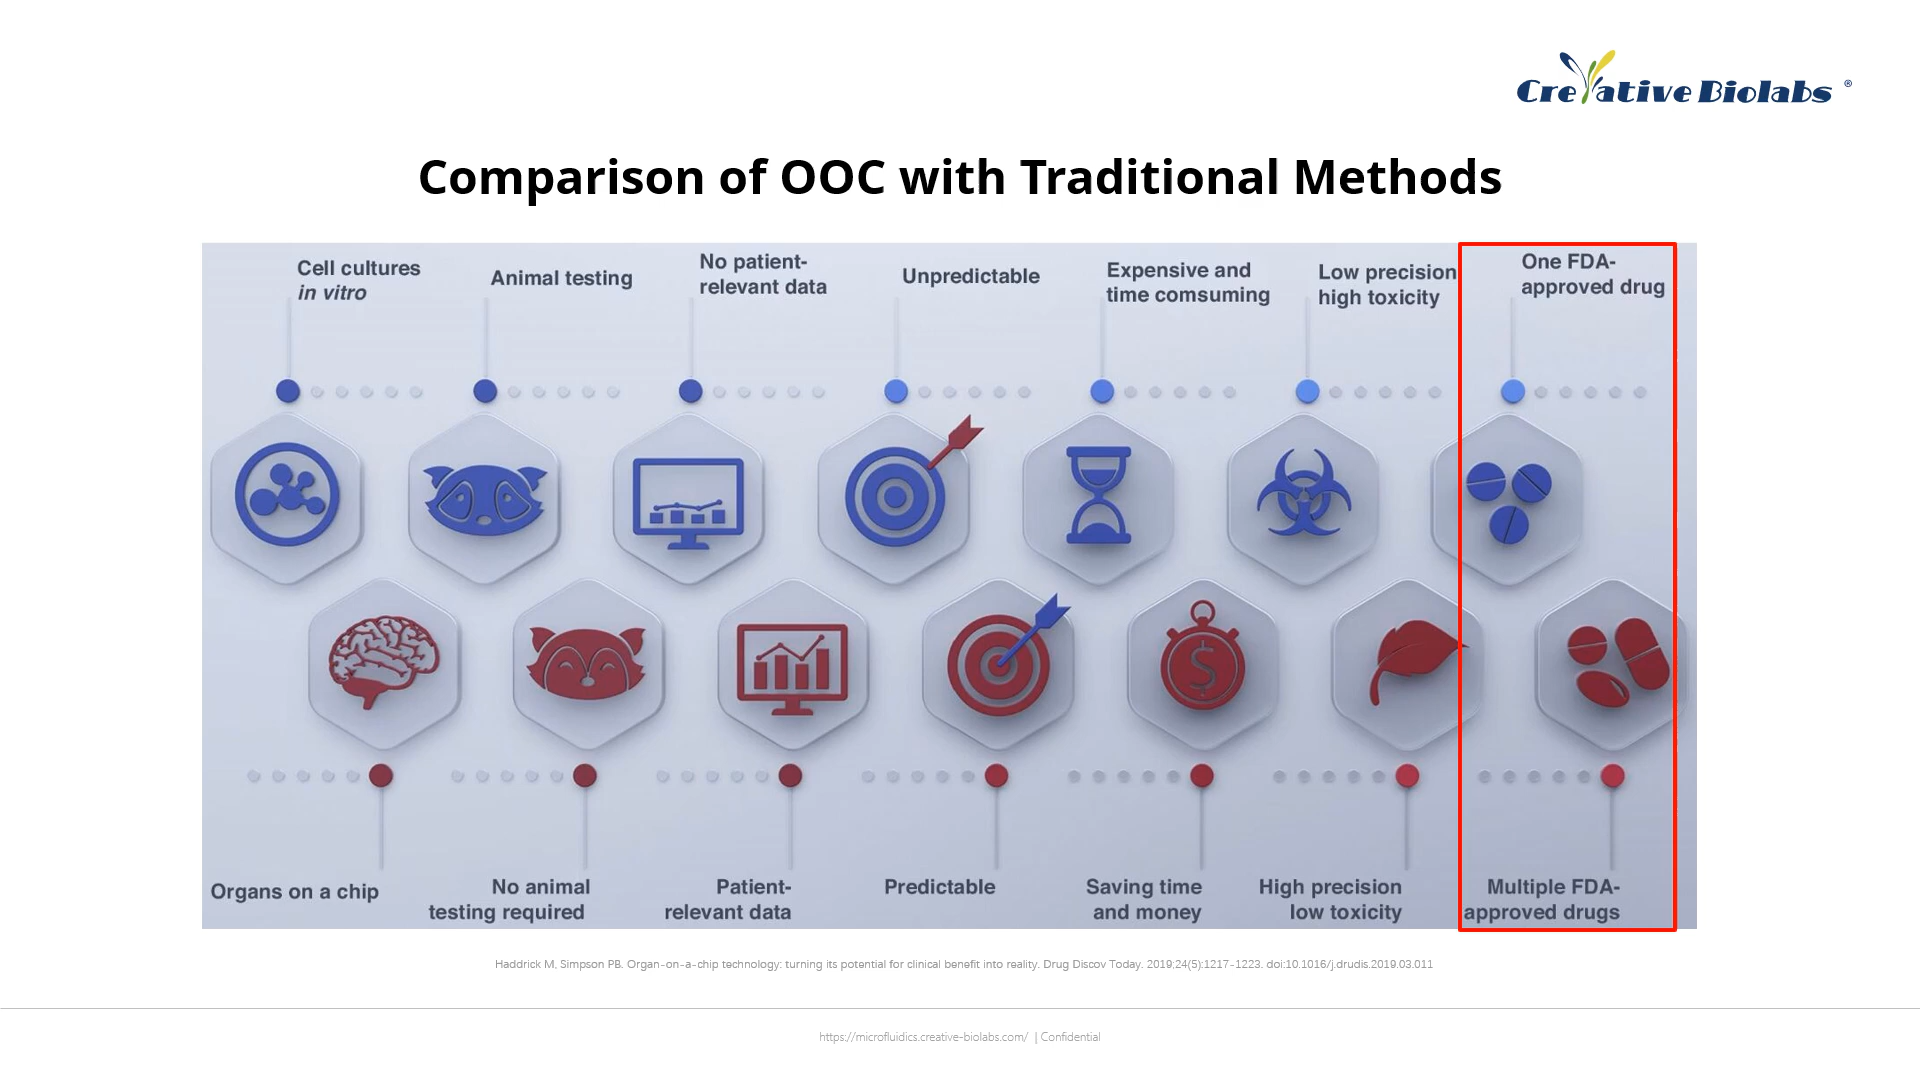 Creative Biolabs ®
Comparison of OOC with Traditional Methods
Cell cultures
in vitro
Animal testing
No patient-
relevant data
Unpredictable
Expensive and
time comsuming
Low precision
high toxicity
One FDA-
approved drug
$
Organs on a chip
No animal
testing required
Patient-
relevant data
Predictable
Saving time
and money
High precision
low toxicity
Multiple FDA-
approved drugs
Haddrick M, Simpson PB. Organ-on-a-chip technology: turning its potential for clinical benefit into reality. Drug Discov Today. 2019;24(5):1217-1223. doi:10.1016/j.drudis.2019.03.011
https://microfluidics.creative-biolabs.com/ | Confidential